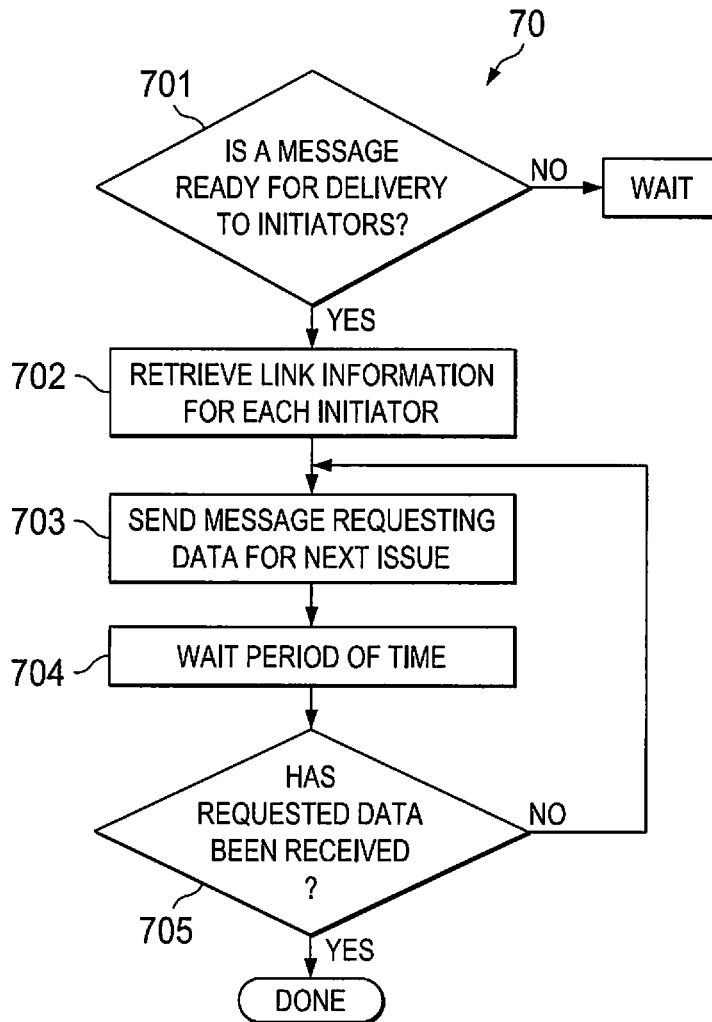 70
701
IS A MESSAGE
READY FOR DELIVERY
TO INITIATORS?
NO
WAIT
YES
702
RETRIEVE LINK INFORMATION
FOR EACH INITIATOR
703
SEND MESSAGE REQUESTING
DATA FOR NEXT ISSUE
704
WAIT PERIOD OF TIME
HAS
REQUESTED DATA
BEEN RECEIVED
?
NO
705
YES
DONE